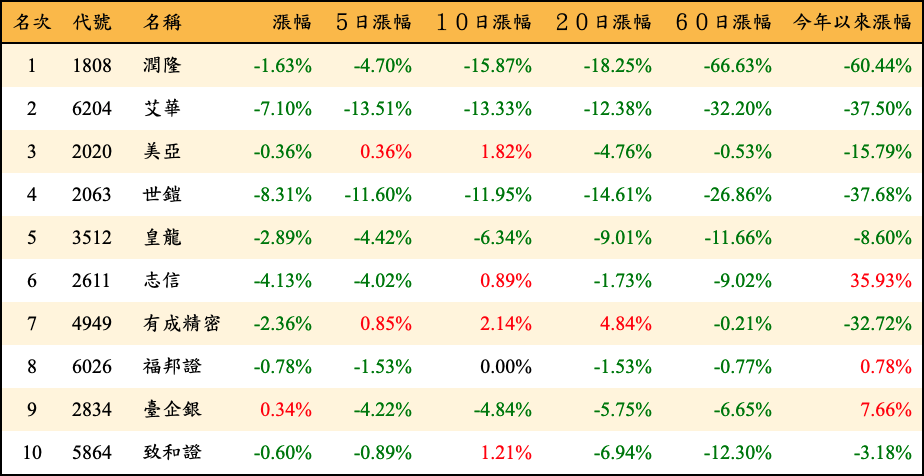 名次 代號 名稱 漲幅 5日漲幅 10日漲幅 20日漲幅 60日漲幅 今年以來漲幅
1 1808 潤隆 -1.63% -4.70% -15.87% -18.25% -66.63% -60.44%
2 6204 艾華 -7.10% -13.51% -13.33% -12.38% -32.20% -37.50%
3 2020 美亞 -0.36% 0.36% 1.82% -4.76% -0.53% -15.79%
4 2063 世鎧 -8.31% -11.60% -11.95% -14.61% -26.86% -37.68%
5 3512 皇龍 -2.89% -4.42% -6.34% -9.01% -11.66% -8.60%
6 2611 志信 -4.13% -4.02% 0.89% -1.73% -9.02% 35.93%
7 4949 有成精密 -2.36% 0.85% 2.14% 4.84% -0.21% -32.72%
8 6026 福邦證 -0.78% -1.53% 0.00% -1.53% -0.77% 0.78%
9 2834 臺企銀 0.34% -4.22% -4.84% -5.75% -6.65% 7.66%
10 5864 致和證 -0.60% -0.89% 1.21% -6.94% -12.30% -3.18%